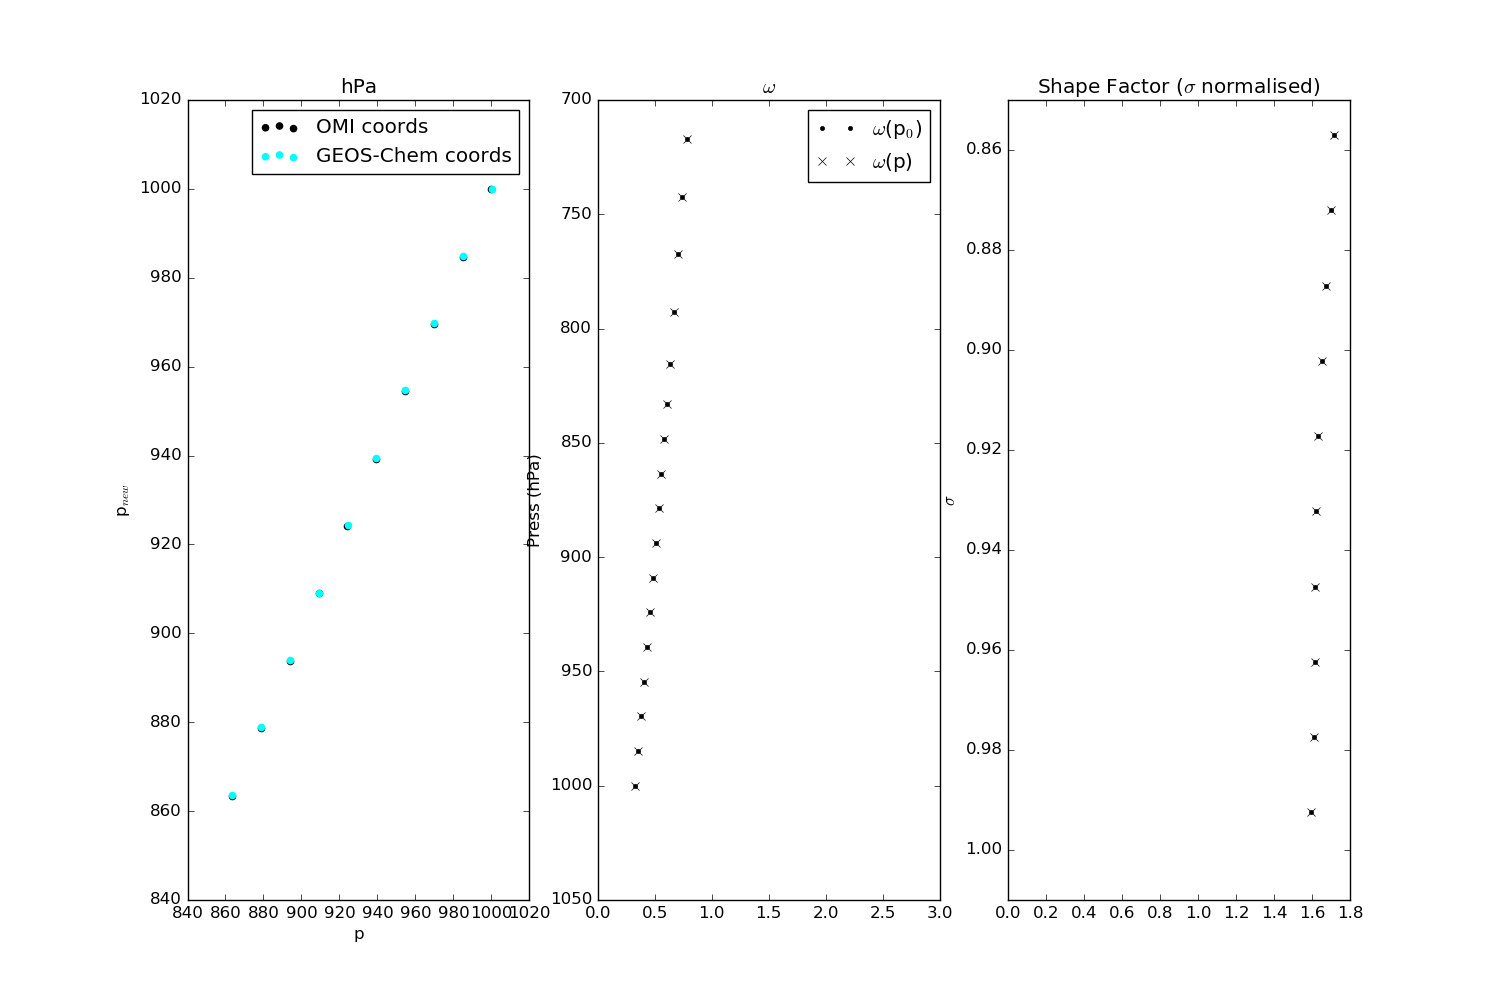 hPa
OMI coords
GEOS-Chem coords
1020
1000
980
960
940
920
900
880
860
840
840 860 880 900 920 940 960 980 1000 1020
p
pₙₑw
ω
ω(p₀)
ω(p)
700
750
800
850
900
950
1000
1050
0.0 0.5 1.0 1.5 2.0 2.5 3.0
Press (hPa)
Shape Factor (σ normalised)
0.86
0.88
0.90
0.92
0.94
0.96
0.98
1.00
0.0 0.2 0.4 0.6 0.8 1.0 1.2 1.4 1.6 1.8
σ